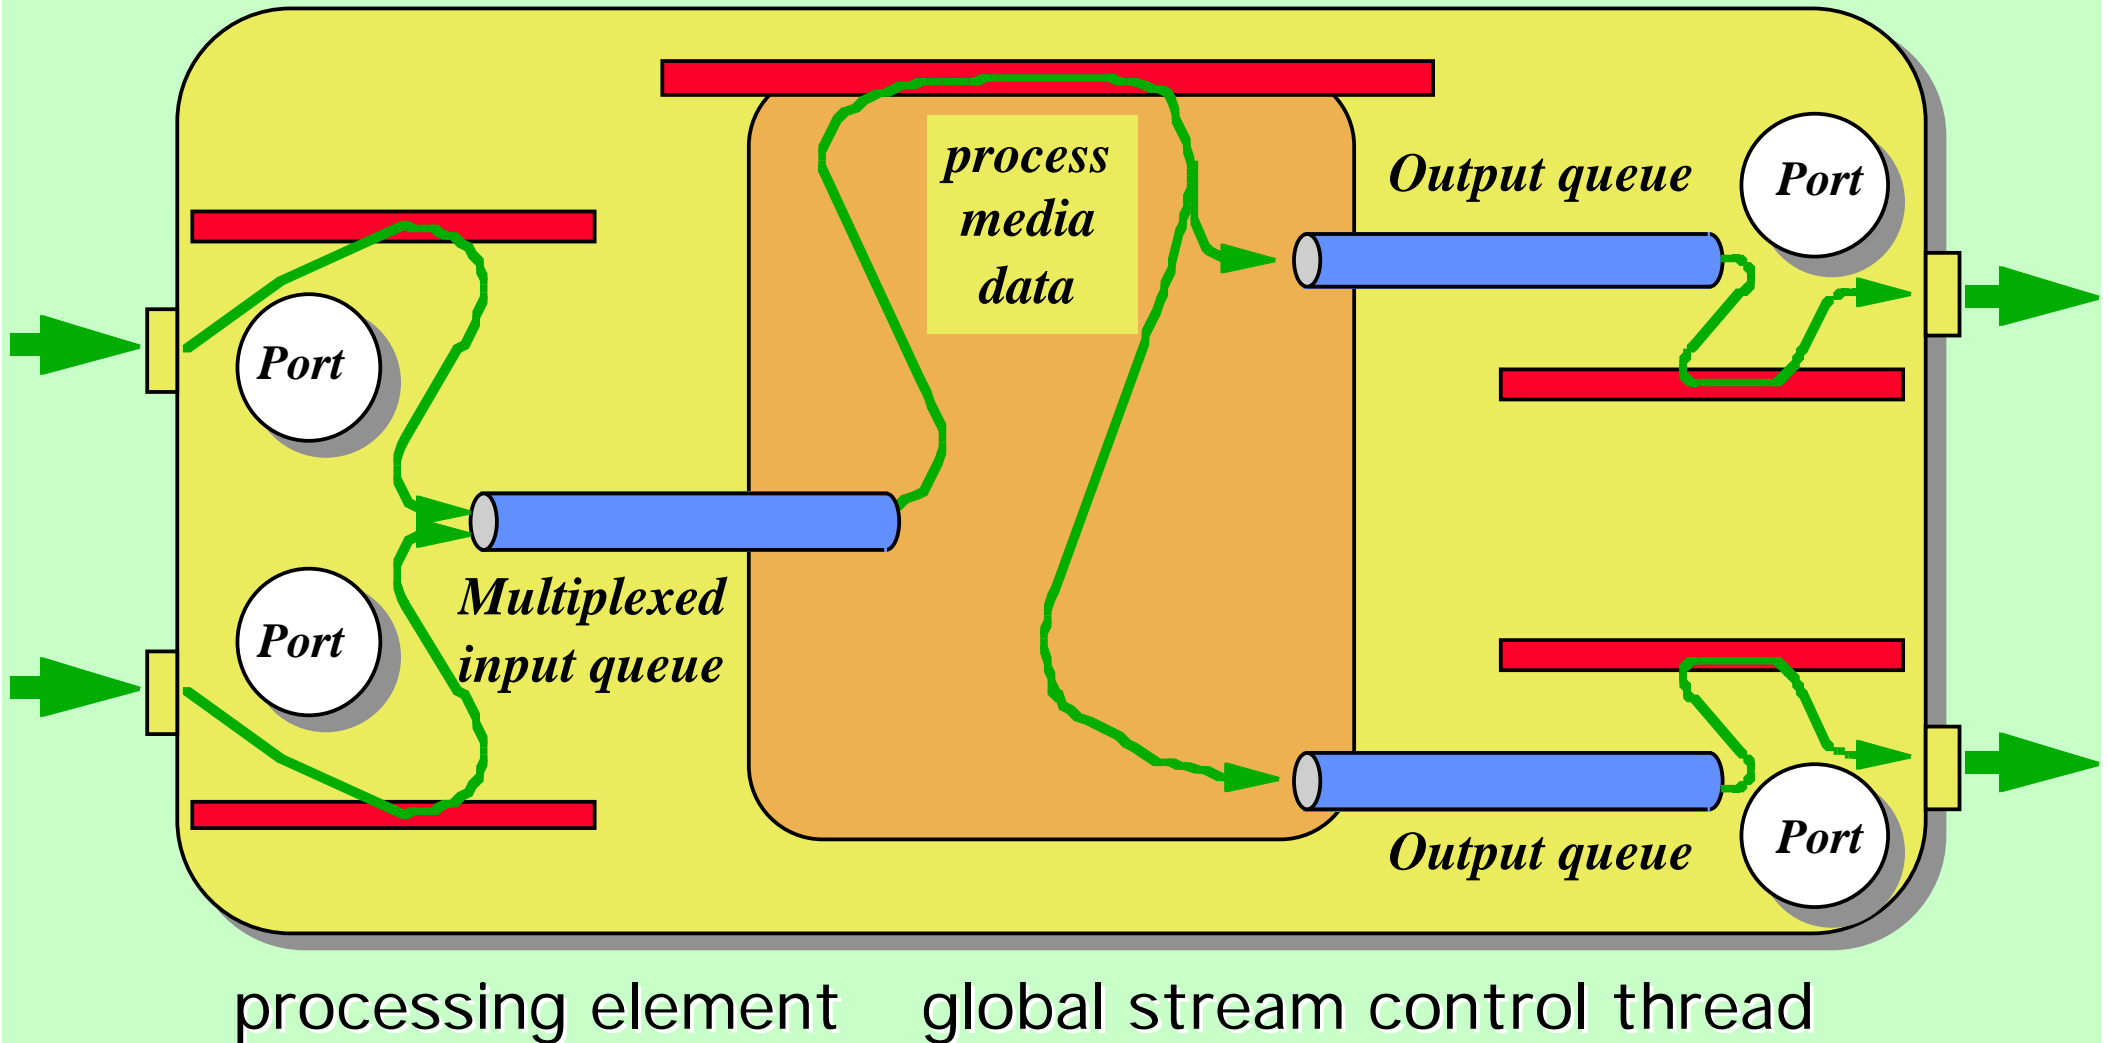 process
media
data
Output queue
Port
Port
Multiplexed
input queue
Port
Output queue
Port
processing element global stream control thread